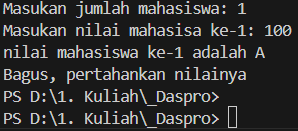 Masukan jumlah mahasiswa: 1
Masukan nilai mahasisa ke-1: 100
nilai mahasiswa ke-1 adalah A
Bagus, pertahankan nilainya
PS D:\1. Kuliah\_Daspro>
PS D:\1. Kuliah\_Daspro>